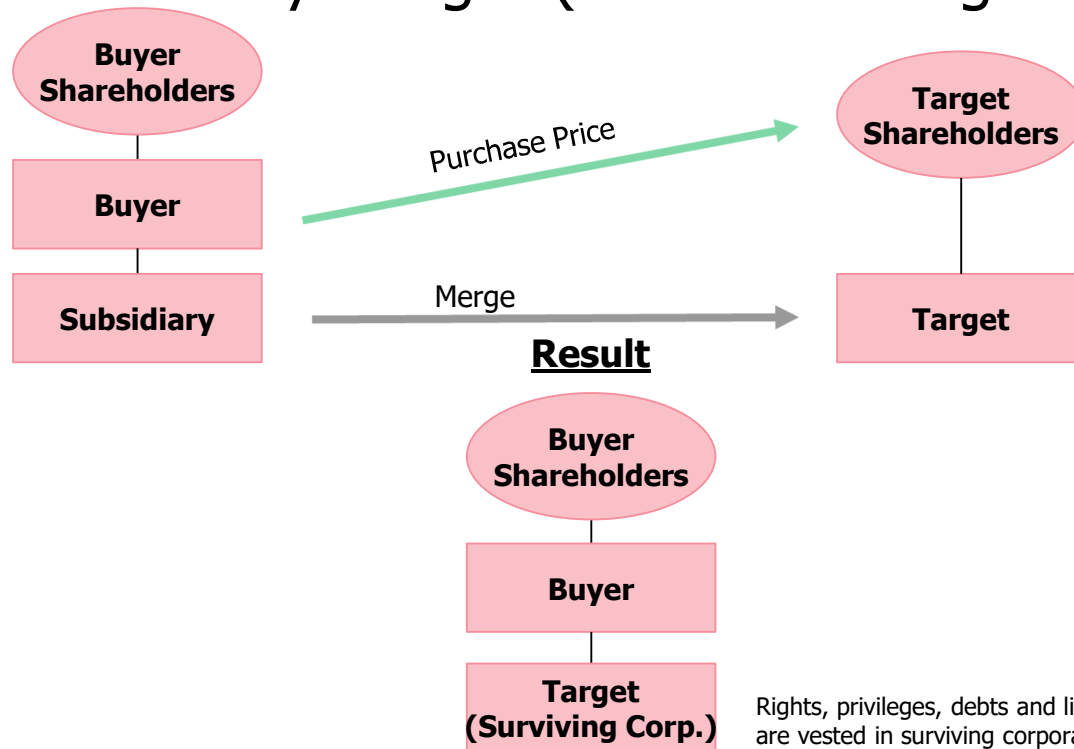 Buyer
Shareholders
Target
Shareholders
Purchase Price
Buyer
Merge
Subsidiary
Target
Result
Buyer
Shareholders
Buyer
Target
(Surviving Corp.)
Rights, privileges, debts and
are vested in surviving